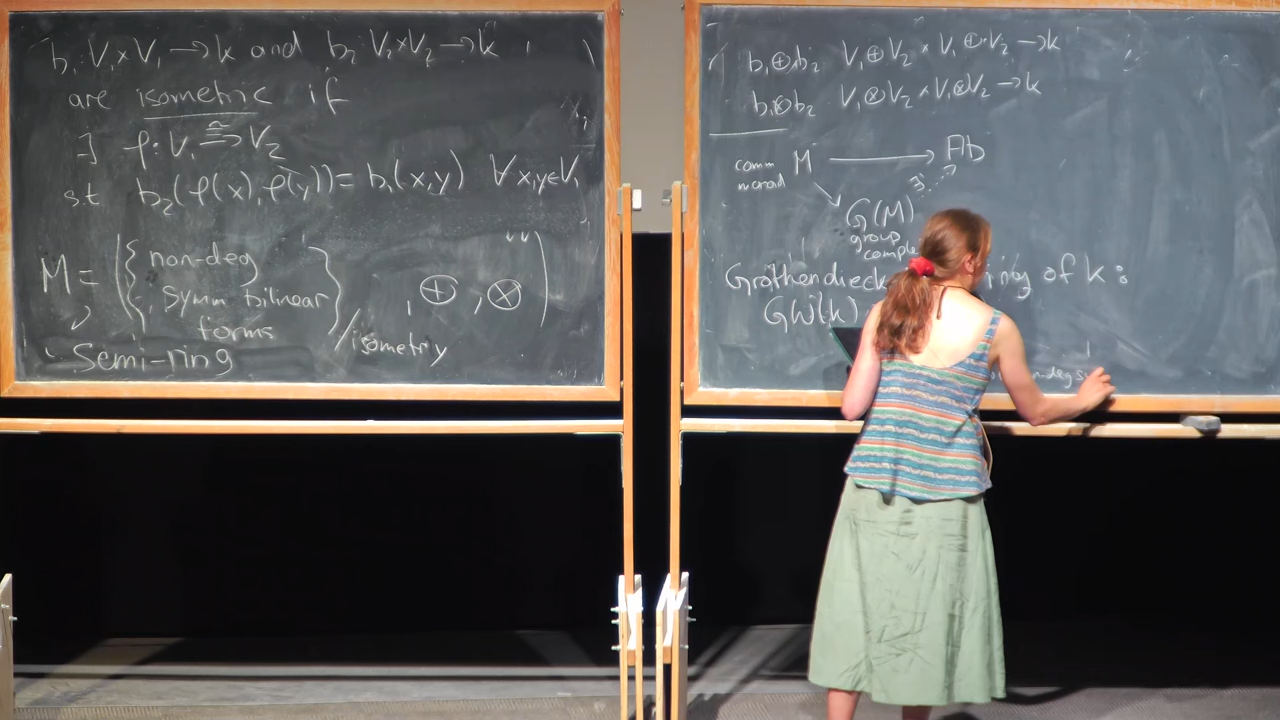 b₁: V₁×V₁ → k and b₂: V₂×V₂ → k
are isometric if
∃ φ: V₁ ≅→ V₂
s.t b₂(φ(x), φ(y)) = b₁(x,y) ∀ x,y∈V₁
M = ({ non-deg symm bilinear forms }/isometry , ⊕ , ⊗)
Semi-ring
b₁⊕b₂ V₁⊕V₂ × V₁⊕V₂ → k
b₁⊗b₂ V₁⊗V₂ × V₁⊗V₂ → k
comm monoid M → Ab
∃!
G(M)
group
comple
Grothendieck ring of k:
GW(k)
n-deg sy